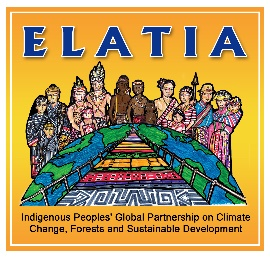 ELATIA
Indigenous Peoples' Global Partnership on Climate
Change, Forests and Sustainable Development